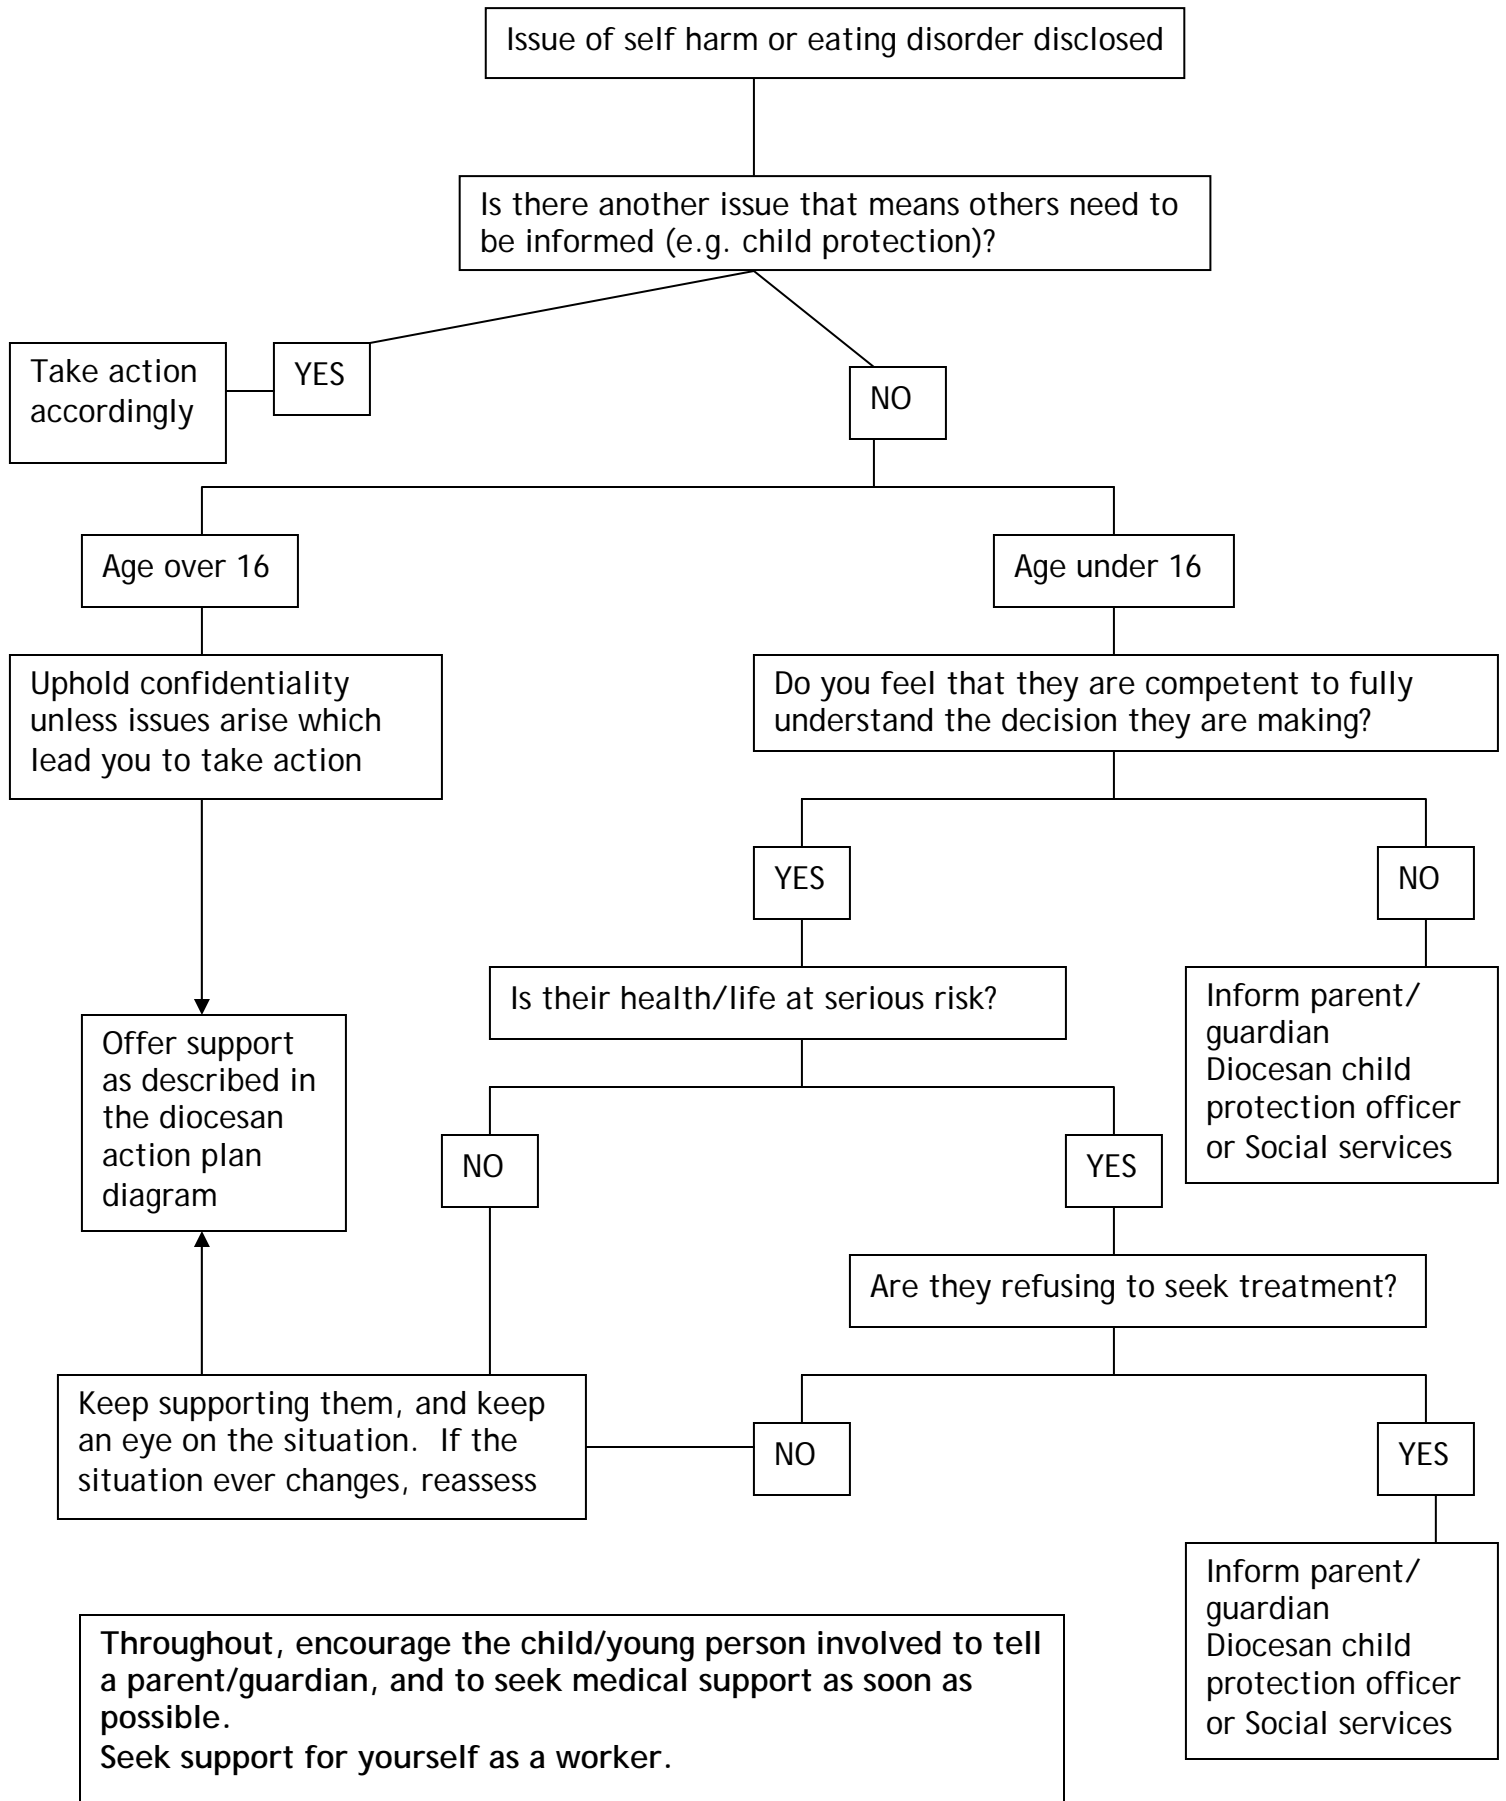 Issue of self harm or eating disorder disclosed
Is there another issue that means others need to
be informed (e.g. child protection)?
Take action
accordingly
YES
NO
Age over 16
Age under 16
Uphold confidentiality
unless issues arise which
lead you to take action
Do you feel that they are competent to fully
understand the decision they are making?
YES
NO
Is their health/life at serious risk?
Inform parent/
guardian
Diocesan child
protection officer
or Social services
Offer support
as described in
the diocesan
action plan
diagram
NO
YES
Are they refusing to seek treatment?
Keep supporting them, and keep
an eye on the situation. If the
situation ever changes, reassess
NO
YES
Inform parent/
guardian
Diocesan child
protection officer
or Social services
Throughout, encourage the child/young person involved to tell
a parent/guardian, and to seek medical support as soon as
possible.
Seek support for yourself as a worker.